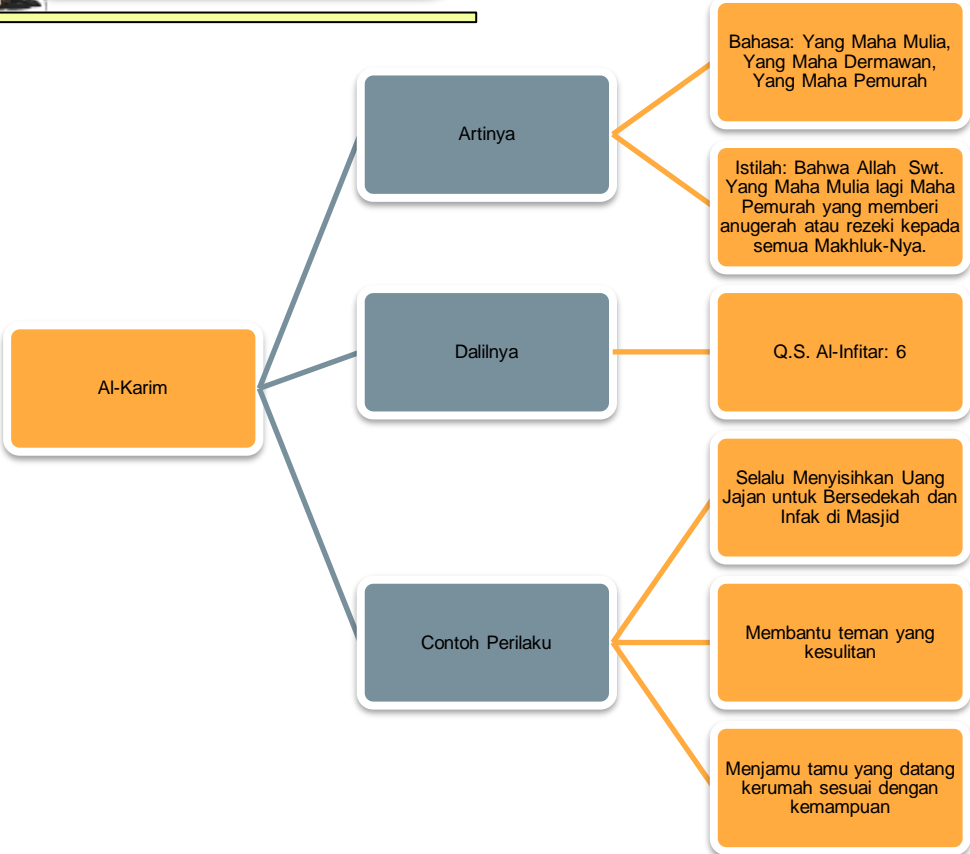 Al-Karim
Artinya
Bahasa: Yang Maha Mulia,
Yang Maha Dermawan,
Yang Maha Pemurah
Istilah: Bahwa Allah Swt.
Yang Maha Mulia lagi Maha
Pemurah yang memberi
anugerah atau rezeki kepada
semua Makhluk-Nya.
Dalilnya
Q.S. Al-Infitar: 6
Contoh Perilaku
Selalu Menyisihkan Uang
Jajan untuk Bersedekah dan
Infak di Masjid
Membantu teman yang
kesulitan
Menjamu tamu yang datang
kerumah sesuai dengan
kemampuan